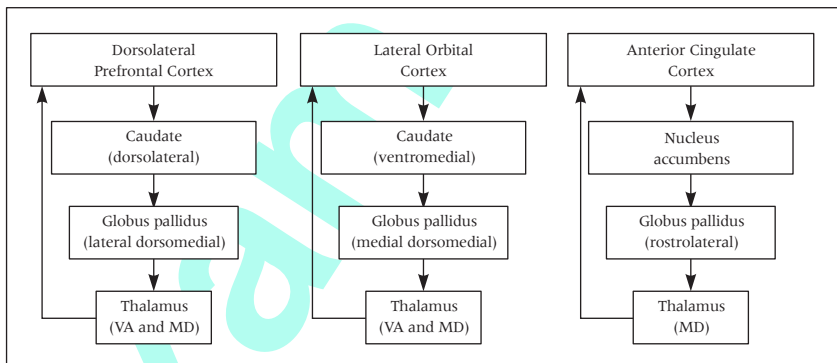 Dorsolateral
Prefrontal Cortex
Caudate
(dorsolateral)
Globus pallidus
(lateral dorsomedial)
Thalamus
(VA and MD)
Lateral Orbital
Cortex
Caudate
(ventromedial)
Globus pallidus
(medial dorsomedial)
Thalamus
(VA and MD)
Anterior Cingulate
Cortex
Nucleus
accumbens
Globus pallidus
(rostrolateral)
Thalamus
(MD)